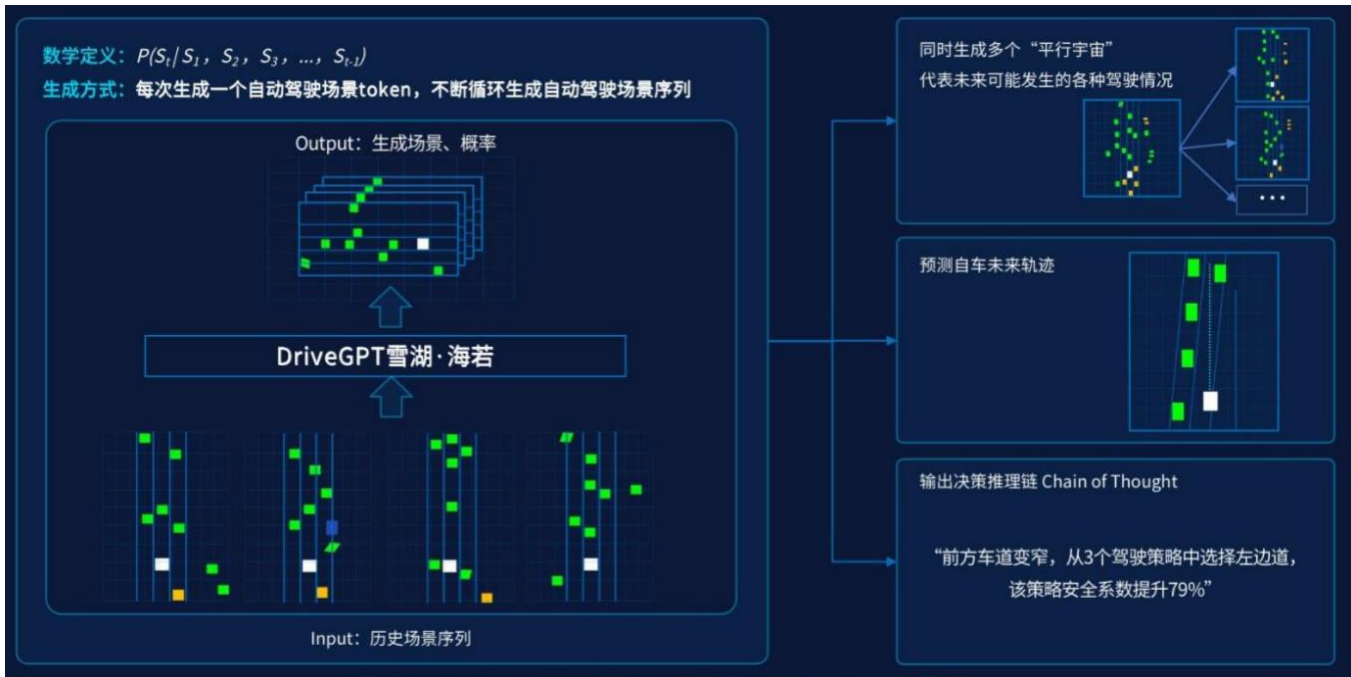 数学定义：P(Sₜ| S₁，S₂，S₃，...，Sₜ₋₁)
生成方式：每次生成一个自动驾驶场景token，不断循环生成自动驾驶场景序列
Output：生成场景、概率
DriveGPT雪湖·海若
Input：历史场景序列
同时生成多个“平行宇宙”
代表未来可能发生的各种驾驶情况
•••
预测自车未来轨迹
输出决策推理链 Chain of Thought
“前方车道变窄，从3个驾驶策略中选择左边道，
该策略安全系数提升79%”